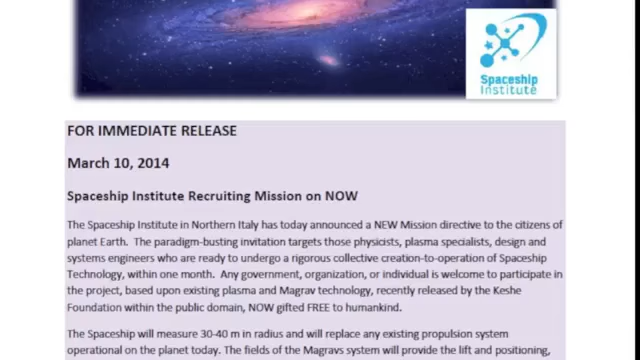 Spaceship
Institute
FOR IMMEDIATE RELEASE
March 10, 2014
Spaceship Institute Recruiting Mission on NOW
The Spaceship Institute in Northern Italy has today announced a NEW Mission directive to the citizens of
planet Earth. The paradigm-busting invitation targets those physicists, plasma specialists, design and
systems engineers who are ready to undergo a rigorous collective creation-to-operation of Spaceship
Technology, within one month. Any government, organization, or individual is welcome to participate in
the project, based upon existing plasma and Magrav technology, recently released by the Keshe
Foundation within the public domain, NOW gifted FREE to humankind.
The Spaceship will measure 30-40 m in radius and will replace any existing propulsion system
operational on the planet today. The fields of the Magravs system will provide the lift and positioning,